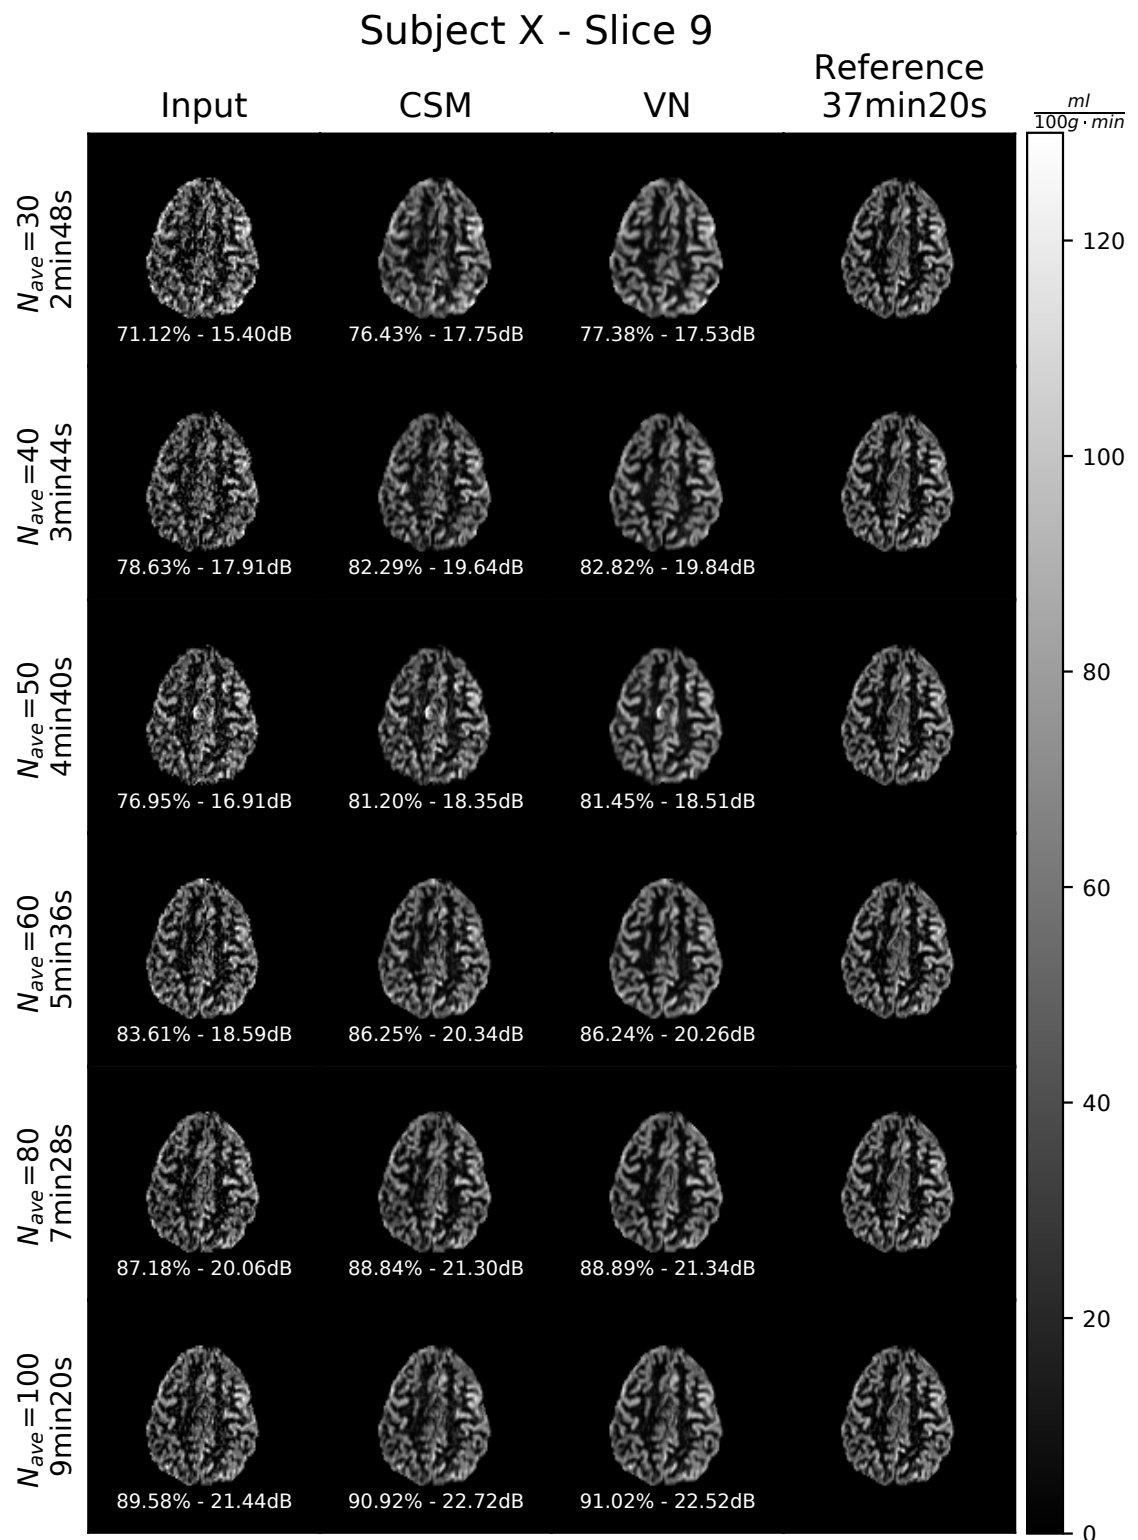 Subject X - Slice 9
Input
CSM
VN
Reference
37min20s
ml
100g · min
N_ave=30
2min48s
71.12% - 15.40dB
76.43% - 17.75dB
77.38% - 17.53dB
N_ave=40
3min44s
78.63% - 17.91dB
82.29% - 19.64dB
82.82% - 19.84dB
N_ave=50
4min40s
76.95% - 16.91dB
81.20% - 18.35dB
81.45% - 18.51dB
N_ave=60
5min36s
83.61% - 18.59dB
86.25% - 20.34dB
86.24% - 20.26dB
N_ave=80
7min28s
87.18% - 20.06dB
88.84% - 21.30dB
88.89% - 21.34dB
N_ave=100
9min20s
89.58% - 21.44dB
90.92% - 22.72dB
91.02% - 22.52dB
120
100
80
60
40
20
0